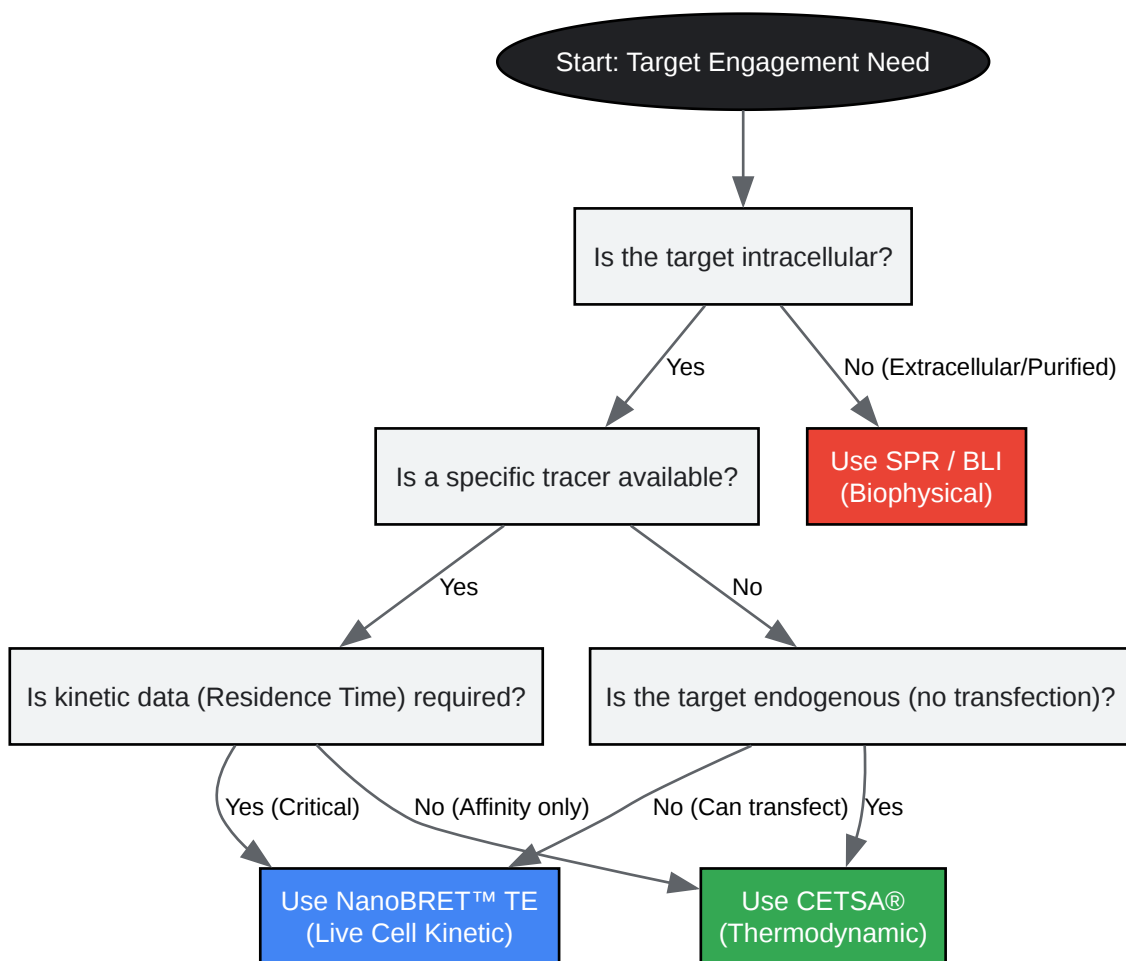 Start: Target Engagement Need
Is the target intracellular?
Yes
No (Extracellular/Purified)
Is a specific tracer available?
Use SPR / BLI
(Biophysical)
Yes
No
Is kinetic data (Residence Time) required?
Is the target endogenous (no transfection)?
Yes (Critical)
No (Affinity only)
No (Can transfect)
Yes
Use NanoBRET™ TE
(Live Cell Kinetic)
Use CETSA®
(Thermodynamic)